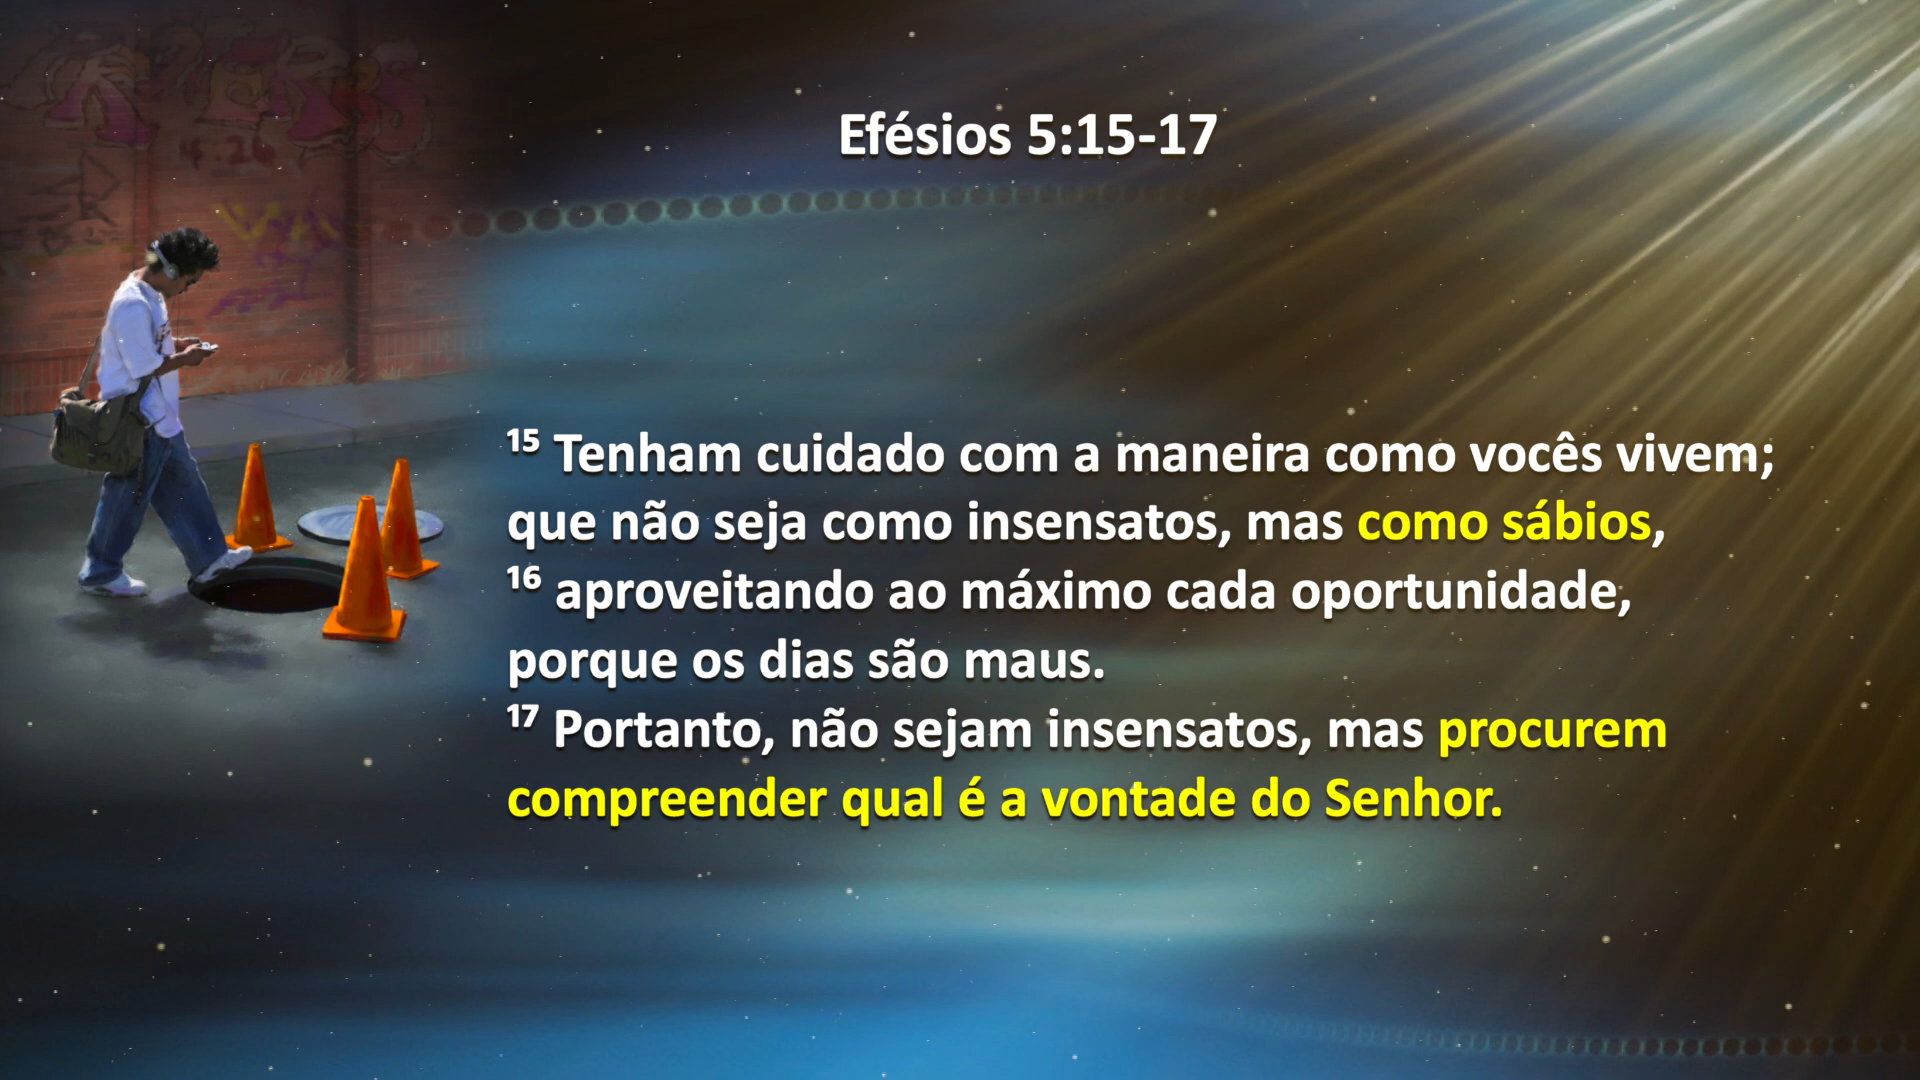 Efésios 5:15-17
¹⁵ Tenham cuidado com a maneira como vocês vivem;
que não seja como insensatos, mas como sábios,
¹⁶ aproveitando ao máximo cada oportunidade,
porque os dias são maus.
¹⁷ Portanto, não sejam insensatos, mas procurem
compreender qual é a vontade do Senhor.